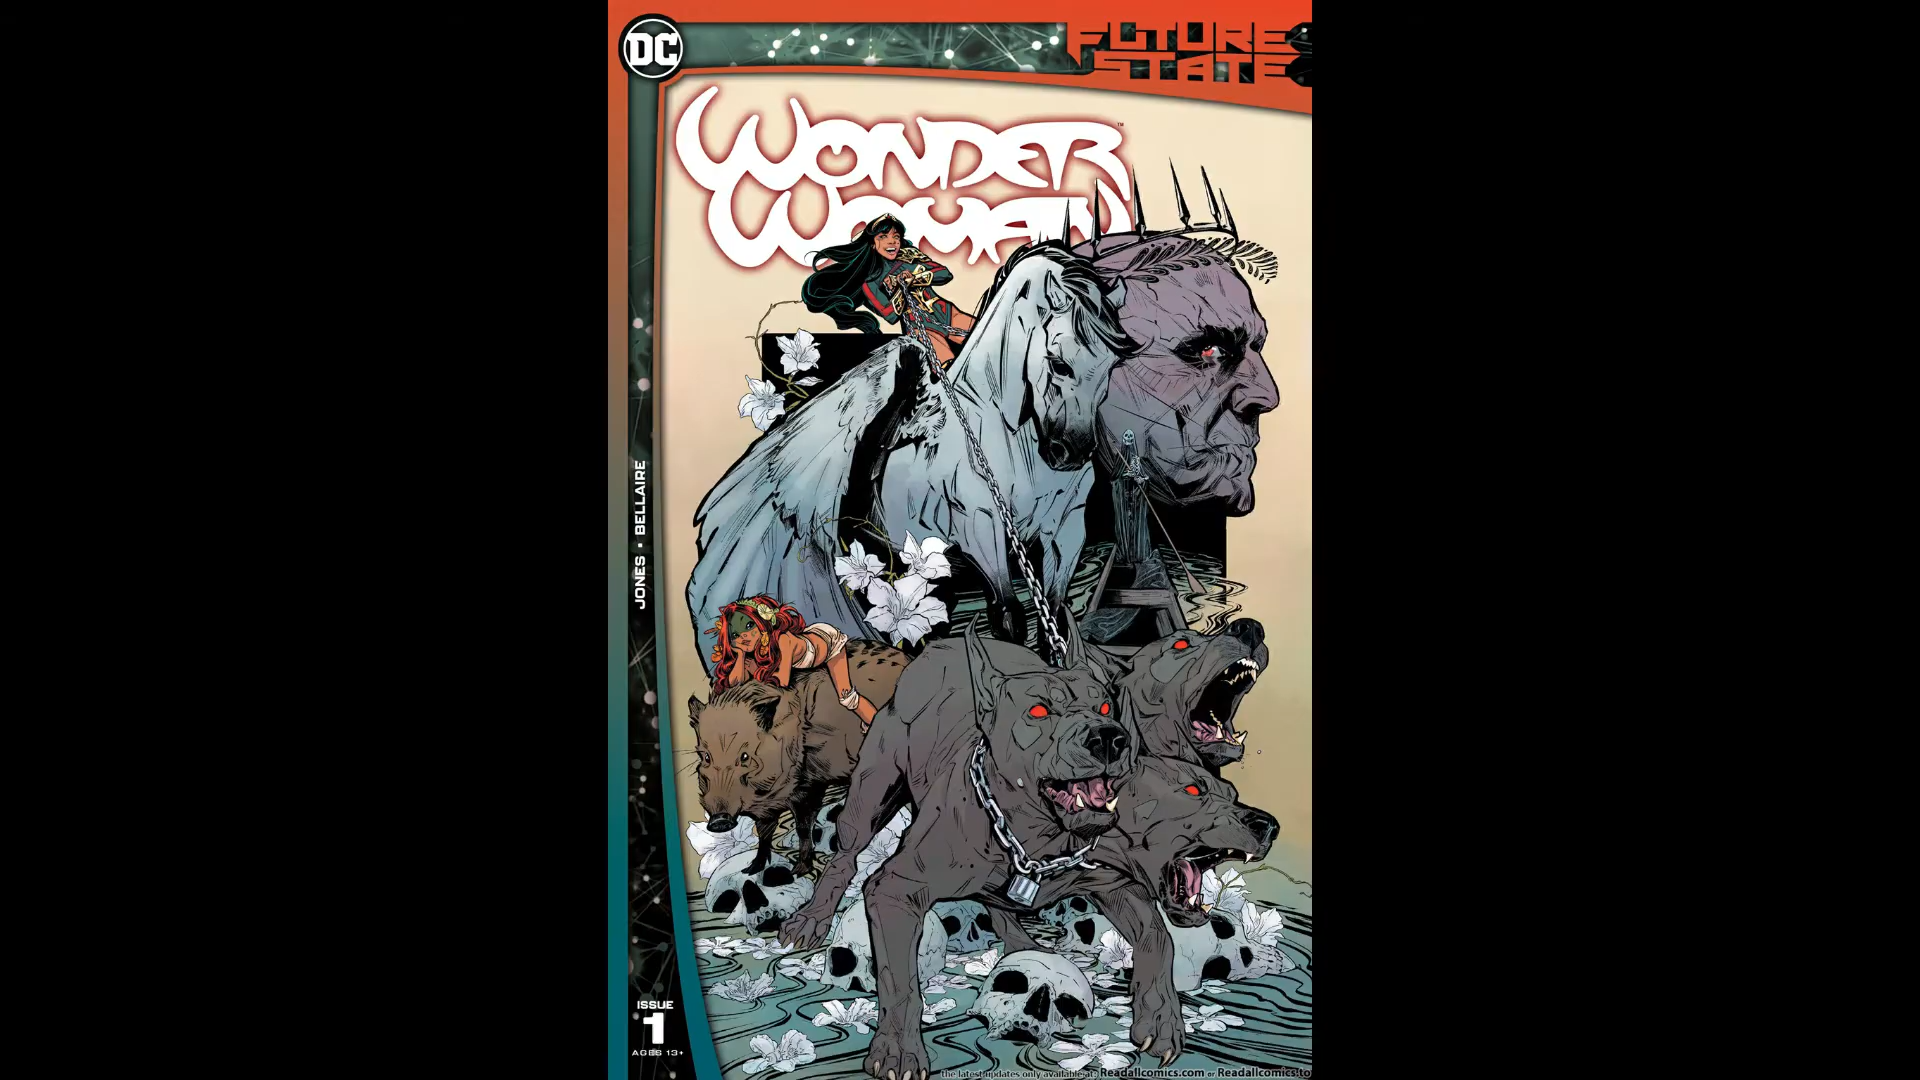 DC
FUTURE
STATE
WONDER
WOMAN
™
JONES • BELLAIRE
ISSUE
1
AGES 13+
the latest updates only available at: Readallcomics.com or Readallcomics.to